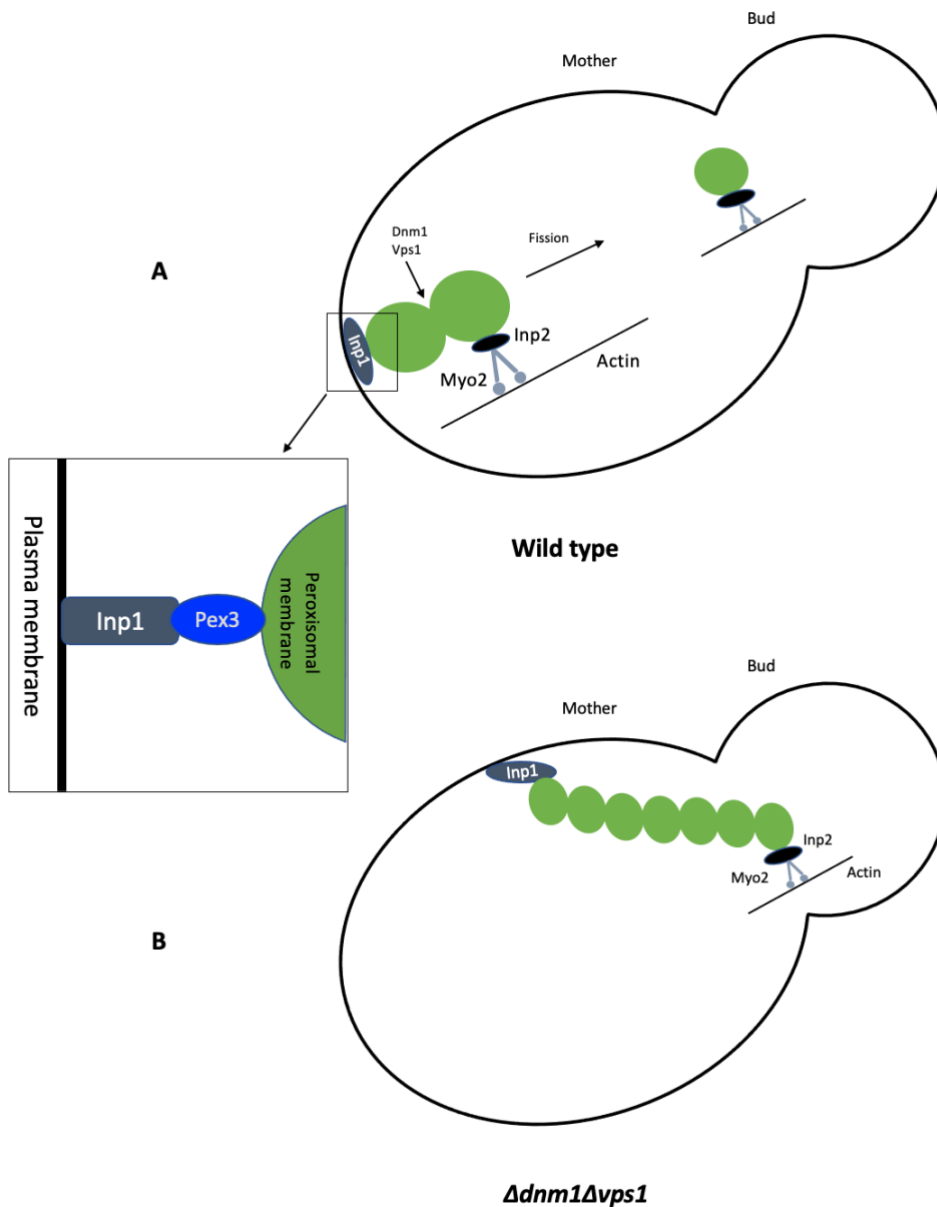 Bud
Mother
Dnm1
Vps1
Fission
A
Inp1
Inp2
Myo2
Actin
Plasma membrane
Inp1
Pex3
Peroxisomal
membrane
Wild type
Bud
Mother
Inp1
Inp2
Myo2
Actin
B
Δdnm1Δvps1